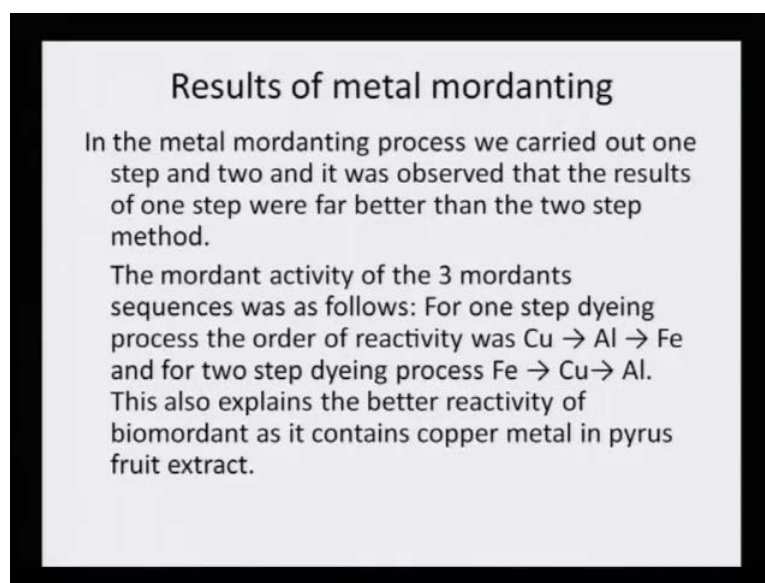 Results of metal mordanting
In the metal mordanting process we carried out one
step and two and it was observed that the results
of one step were far better than the two step
method.
The mordant activity of the 3 mordants
sequences was as follows: For one step dyeing
process the order of reactivity was Cu → Al → Fe
and for two step dyeing process Fe → Cu→ Al.
This also explains the better reactivity of
biomordant as it contains copper metal in pyrus
fruit extract.